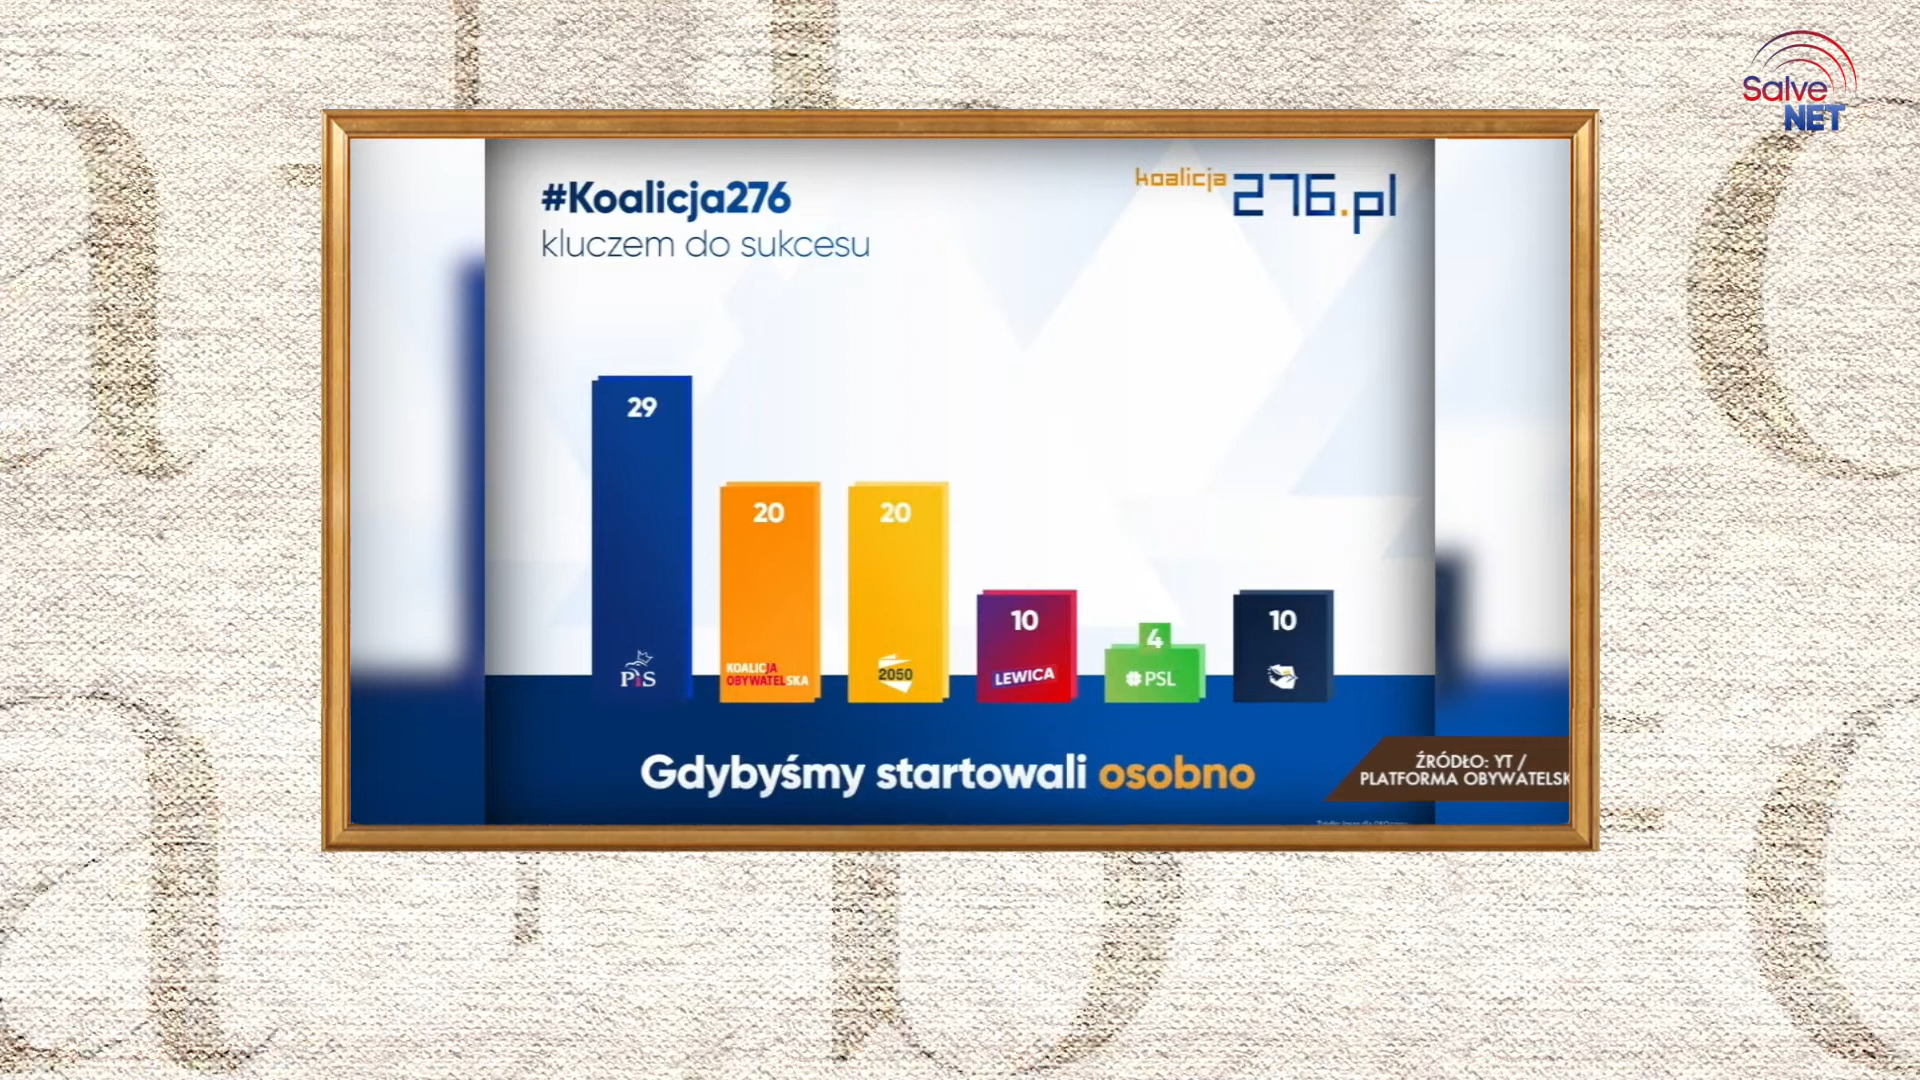 Salve
NET
#Koalicja276
kluczem do sukcesu
koalicja
276.pl
29
20
20
10
4
10
PiS
KOALICJA
OBYWATELSKA
2050
LEWICA
#PSL
Gdybyśmy startowali osobno
ŹRÓDŁO: YT /
PLATFORMA OBYWATELSK